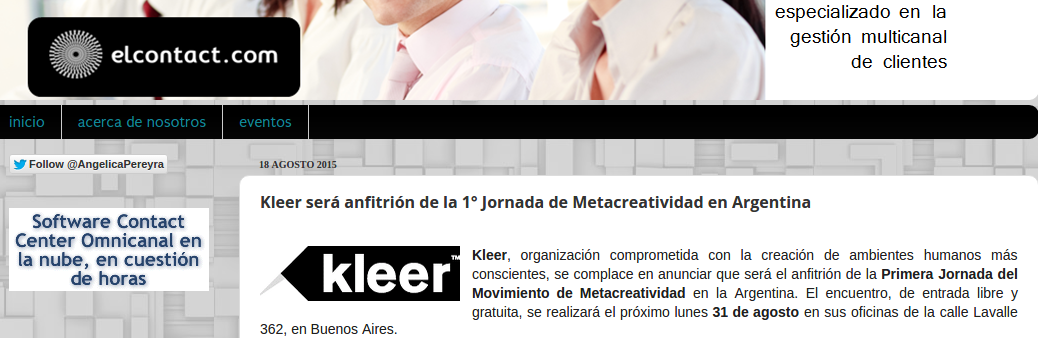 especializado en la
gestión multicanal
de clientes
elcontact.com
inicio
acerca de nosotros
eventos
Follow @AngelicaPereyra
18 AGOSTO 2015
Software Contact
Center Omnicanal en
la nube, en cuestión
de horas
Kleer será anfitrión de la 1° Jornada de Metacreatividad en Argentina
kleer™
Kleer, organización comprometida con la creación de ambientes humanos más
conscientes, se complace en anunciar que será el anfitrión de la Primera Jornada del
Movimiento de Metacreatividad en la Argentina. El encuentro, de entrada libre y
gratuita, se realizará el próximo lunes 31 de agosto en sus oficinas de la calle Lavalle
362, en Buenos Aires.